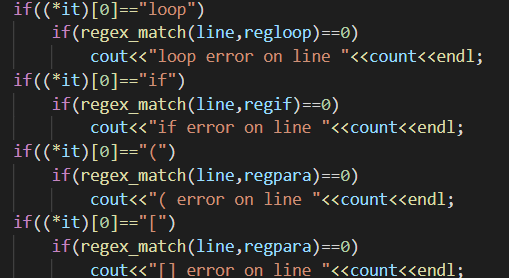 if((*it)[0]=="loop")
if(regex_match(line,regloop)==0)
cout<<"loop error on line "<<count<<endl;
if((*it)[0]=="if")
if(regex_match(line,regif)==0)
cout<<"if error on line "<<count<<endl;
if((*it)[0]=="(")
if(regex_match(line,regpara)==0)
cout<<"( error on line "<<count<<endl;
if((*it)[0]=="[")
if(regex_match(line,regpara)==0)
cout<<"[] error on line "<<count<<endl;